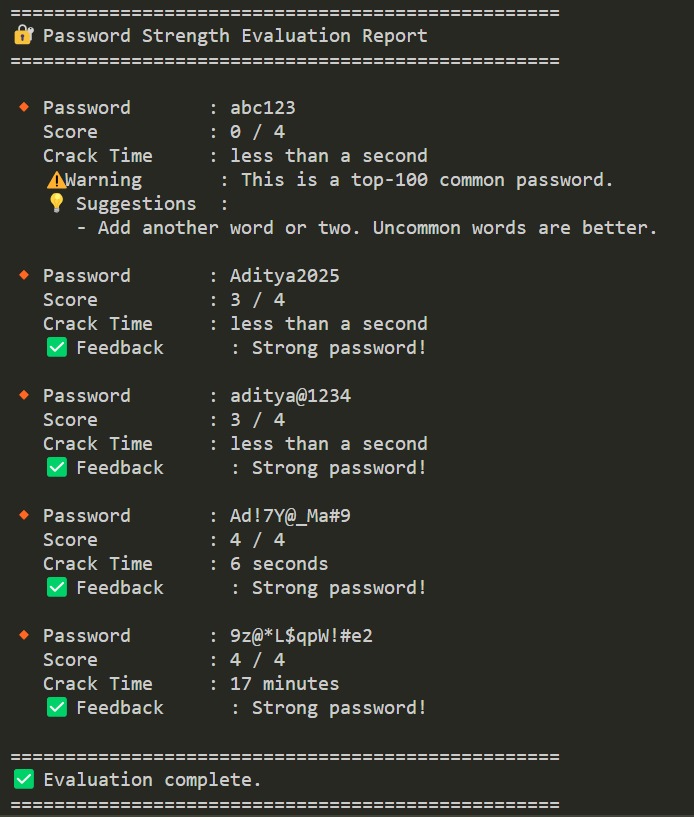 ==================================================
🔐 Password Strength Evaluation Report
==================================================
🔸 Password       : abc123
Score          : 0 / 4
Crack Time     : less than a second
⚠️Warning       : This is a top-100 common password.
💡 Suggestions  :
- Add another word or two. Uncommon words are better.
🔸 Password       : Aditya2025
Score          : 3 / 4
Crack Time     : less than a second
✅ Feedback      : Strong password!
🔸 Password       : aditya@1234
Score          : 3 / 4
Crack Time     : less than a second
✅ Feedback      : Strong password!
🔸 Password       : Ad!7Y@_Ma#9
Score          : 4 / 4
Crack Time     : 6 seconds
✅ Feedback      : Strong password!
🔸 Password       : 9z@*L$qpW!#e2
Score          : 4 / 4
Crack Time     : 17 minutes
✅ Feedback      : Strong password!
==================================================
✅ Evaluation complete.
==================================================